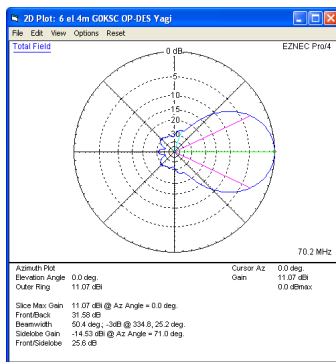 2D Plot: 6 el 4m G0KSC OP-DES Yagi
File Edit View Options Reset
Total Field
EZNEC Pro/4
0 dB
-5
-10
-15
-20
-30
70.2 MHz
Azimuth Plot
Elevation Angle 0.0 deg.
Outer Ring 11.07 dBi
Cursor Az 0.0 deg.
Gain 11.07 dBi
0.0 dBmax
Slice Max Gain 11.07 dBi @ Az Angle = 0.0 deg.
Front/Back 31.58 dB
Beamwidth 50.4 deg.; -3dB @ 334.8, 25.2 deg.
Sidelobe Gain -14.53 dBi @ Az Angle = 71.0 deg.
Front/Sidelobe 25.6 dB